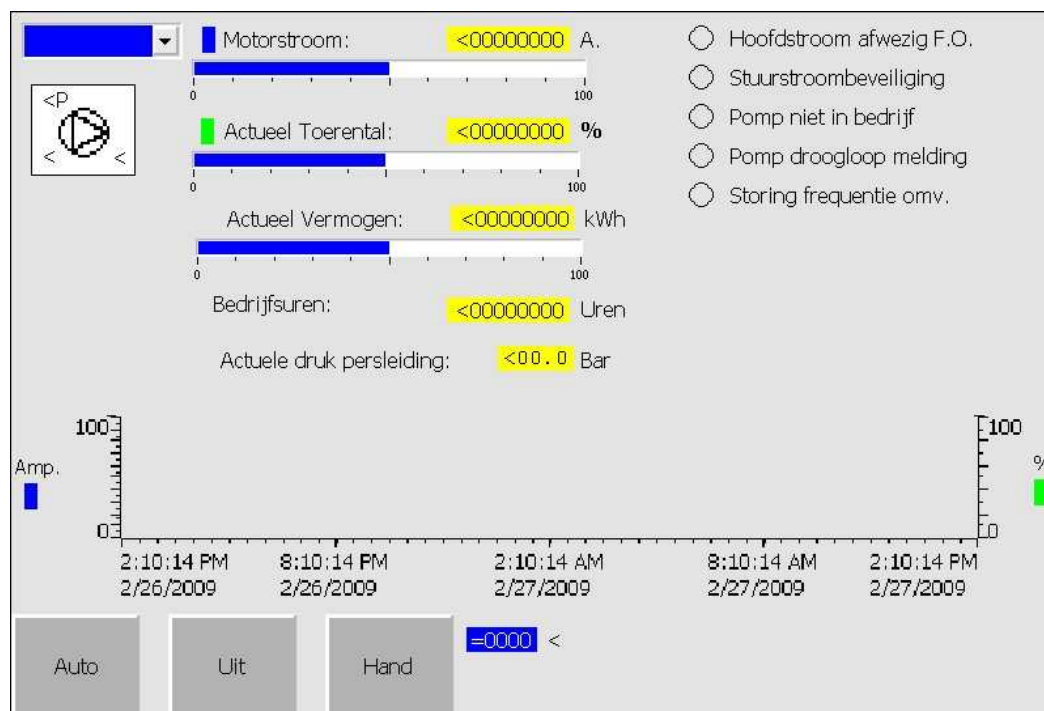 Motorstroom: <00000000 A.
0 100
<P
< <
Actueel Toerental: <00000000 %
0 100
Actueel Vermogen: <00000000 kWh
0 100
Bedrijfsuren: <00000000 Uren
Actuele druk persleiding: <00.0 Bar
Hoofdstroom afwezig F.O.
Stuurstroombeveiliging
Pomp niet in bedrijf
Pomp droogloop melding
Storing frequentie omv.
100 100
Amp. %
0 0
2:10:14 PM 8:10:14 PM 2:10:14 AM 8:10:14 AM 2:10:14 PM
2/26/2009 2/26/2009 2/27/2009 2/27/2009 2/27/2009
=0000 <
Auto Uit Hand